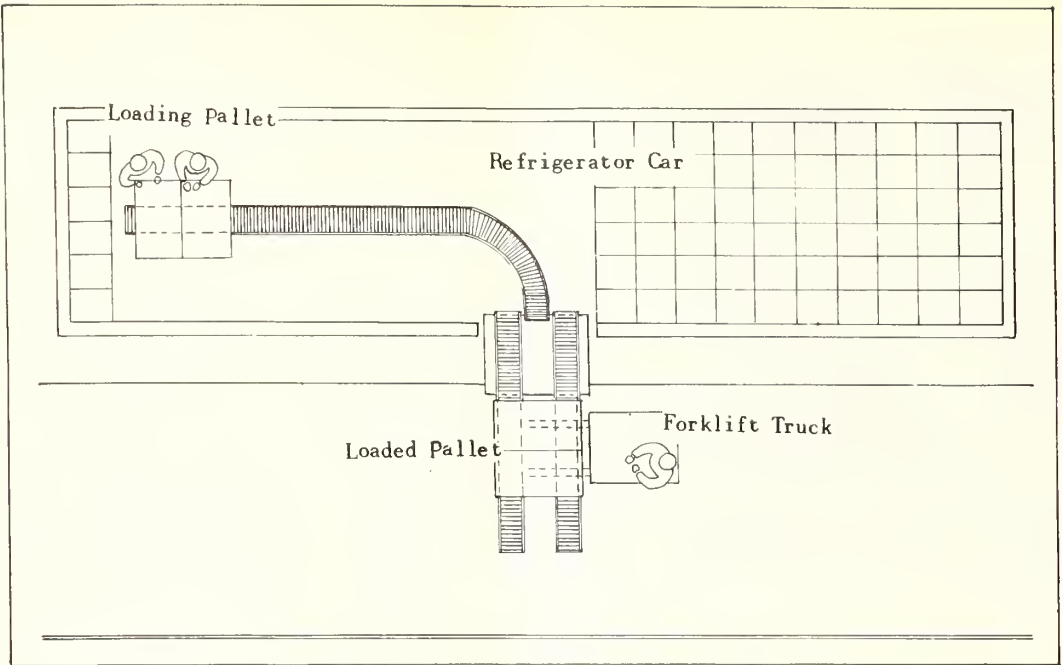 Loading Pallet
Refrigerator Car
Forklift Truck
Loaded Pallet